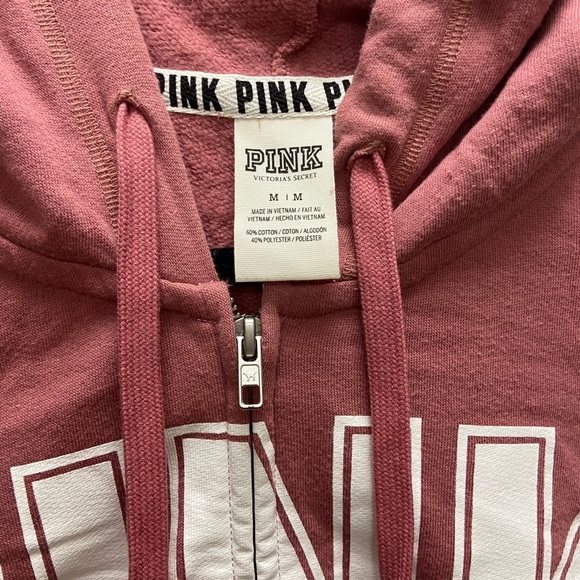 PINK PINK P
PINK
VICTORIA'S SECRET
M | M
MADE IN VIETNAM / FAIT AU
VIETNAM / HECHO EN VIETNAM
60% COTTON / COTON / ALGODÓN
40% POLYESTER / POLIÉSTER